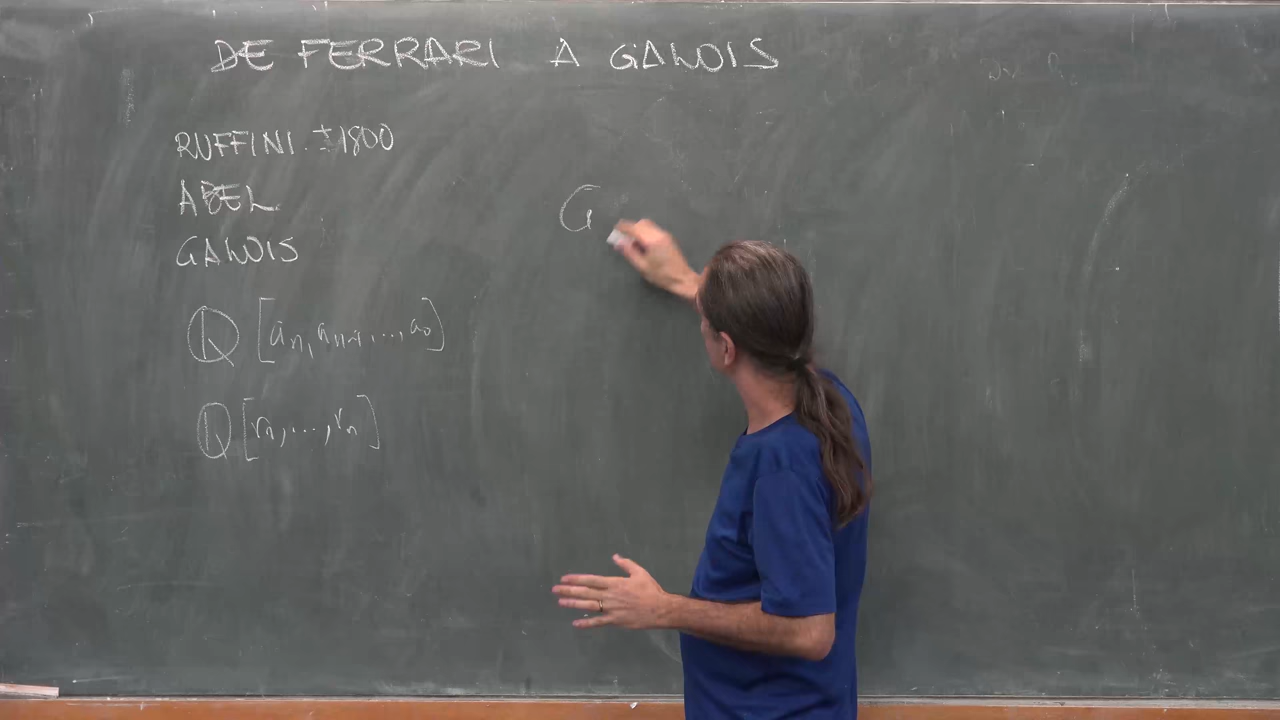 DE FERRARI A GALOIS
RUFFINI. ±1800
ABEL
GALOIS
G
ℚ [aₙ, aₙ₋₁, ..., a₀]
ℚ [r₁, ..., rₙ]